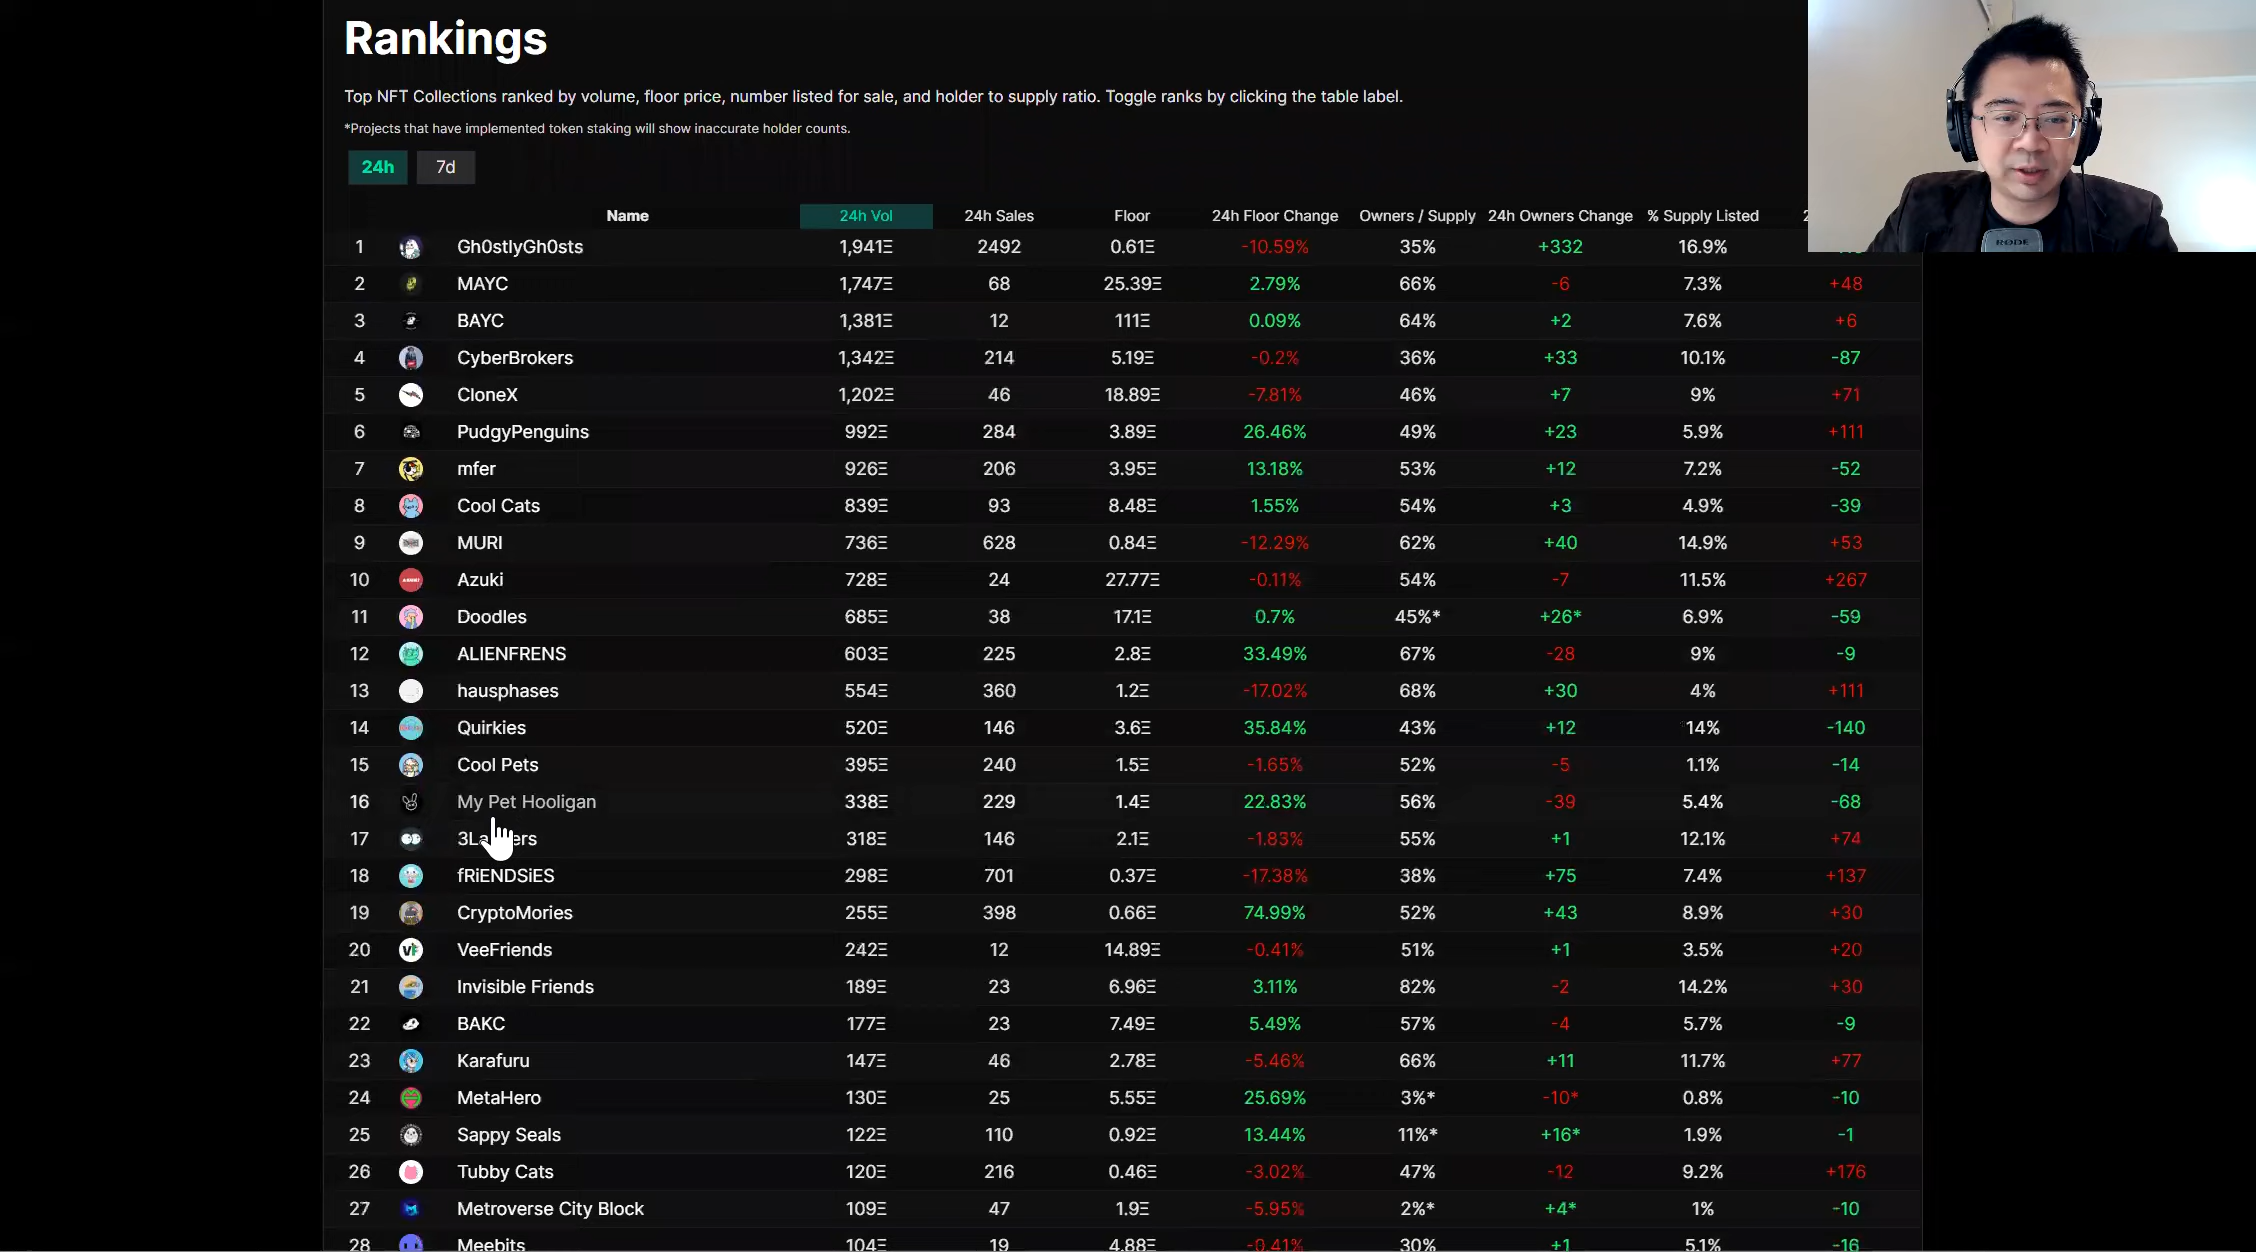 Rankings
Top NFT Collections ranked by volume, floor price, number listed for sale, and holder to supply ratio. Toggle ranks by clicking the table label.
*Projects that have implemented token staking will show inaccurate holder counts.
24h 7d
Name 24h Vol 24h Sales Floor 24h Floor Change Owners / Supply 24h Owners Change % Supply Listed
RODE
1 Gh0stlyGh0sts 1,941Ξ 2492 0.61Ξ -10.59% 35% +332 16.9%
2 MAYC 1,747Ξ 68 25.39Ξ 2.79% 66% -6 7.3% +48
3 BAYC 1,381Ξ 12 111Ξ 0.09% 64% +2 7.6% +6
4 CyberBrokers 1,342Ξ 214 5.19Ξ -0.2% 36% +33 10.1% -87
5 CloneX 1,202Ξ 46 18.89Ξ -7.81% 46% +7 9% +71
6 PudgyPenguins 992Ξ 284 3.89Ξ 26.46% 49% +23 5.9% +111
7 mfer 926Ξ 206 3.95Ξ 13.18% 53% +12 7.2% -52
8 Cool Cats 839Ξ 93 8.48Ξ 1.55% 54% +3 4.9% -39
9 MURI 736Ξ 628 0.84Ξ -12.29% 62% +40 14.9% +53
10 Azuki 728Ξ 24 27.77Ξ -0.11% 54% -7 11.5% +267
11 Doodles 685Ξ 38 17.1Ξ 0.7% 45%* +26* 6.9% -59
12 ALIENFRENS 603Ξ 225 2.8Ξ 33.49% 67% -28 9% -9
13 hausphases 554Ξ 360 1.2Ξ -17.02% 68% +30 4% +111
14 Quirkies 520Ξ 146 3.6Ξ 35.84% 43% +12 14% -140
15 Cool Pets 395Ξ 240 1.5Ξ -1.65% 52% -5 1.1% -14
16 My Pet Hooligan 338Ξ 229 1.4Ξ 22.83% 56% -39 5.4% -68
17 318Ξ 146 2.1Ξ -1.83% 55% +1 12.1% +74
18 fRiENDSiES 298Ξ 701 0.37Ξ -17.38% 38% +75 7.4% +137
19 CryptoMories 255Ξ 398 0.66Ξ 74.99% 52% +43 8.9% +30
20 VeeFriends 242Ξ 12 14.89Ξ -0.41% 51% +1 3.5% +20
21 Invisible Friends 189Ξ 23 6.96Ξ 3.11% 82% -2 14.2% +30
22 BAKC 177Ξ 23 7.49Ξ 5.49% 57% -4 5.7% -9
23 Karafuru 147Ξ 46 2.78Ξ -5.46% 66% +11 11.7% +77
24 MetaHero 130Ξ 25 5.55Ξ 25.69% 3%* -10* 0.8% -10
25 Sappy Seals 122Ξ 110 0.92Ξ 13.44% 11%* +16* 1.9% -1
26 Tubby Cats 120Ξ 216 0.46Ξ -3.02% 47% -12 9.2% +176
27 Metroverse City Block 109Ξ 47 1.9Ξ -5.95% 2%* +4* 1% -10
28 Meebits 104Ξ 19 4.88Ξ -0.41% 30% +1 5.1% -16